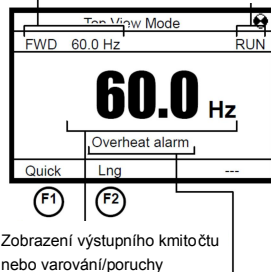 Top View Mode
FWD 60.0 Hz RUN
60.0 Hz
Overheat alarm
Quick Lng ---
F1 F2
Zobrazení výstupního kmitočtu
nebo varování/poruchy